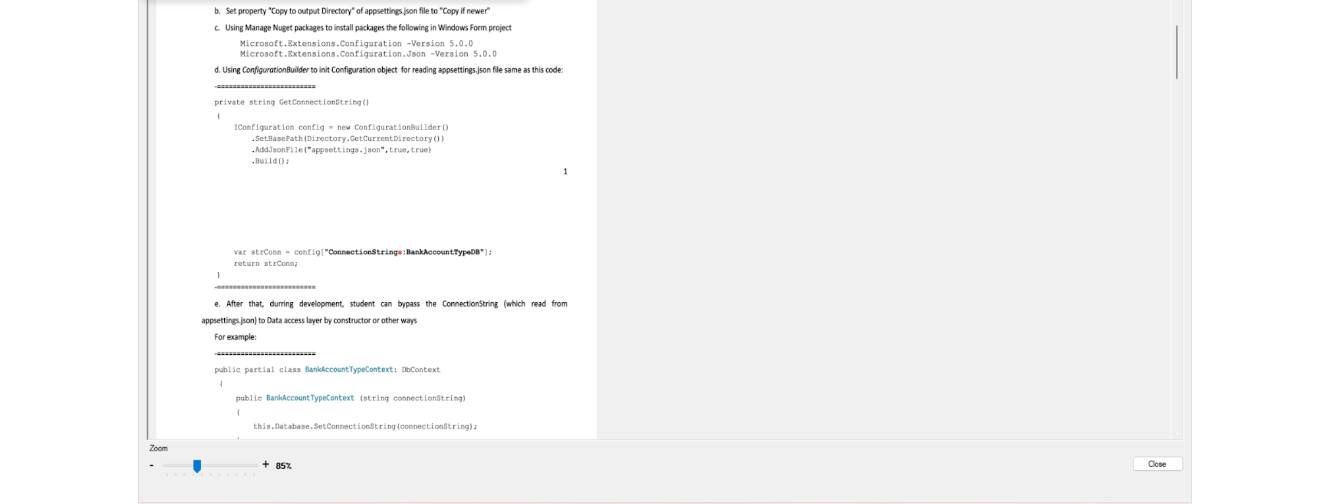 b. Set property "Copy to output Directory" of appsettings.json file to "Copy if newer"
c. Using Manage Nuget packages to install packages the following in Windows Form project
Microsoft.Extensions.Configuration -Version 5.0.0
Microsoft.Extensions.Configuration.Json -Version 5.0.0
d. Using ConfigurationBuilder to init Configuration object for reading appsettings.json file same as this code:
-=========================
private string GetConnectionString()
{
IConfiguration config = new ConfigurationBuilder()
.SetBasePath(Directory.GetCurrentDirectory())
.AddJsonFile("appsettings.json",true,true)
.Build();
1
var strConn = config["ConnectionStrings:BankAccountTypeDB"];
return strConn;
}
-=========================
e. After that, durring development, student can bypass the ConnectionString (which read from
appsettings.json) to Data access layer by constructor or other ways
For example:
-=========================
public partial class BankAccountTypeContext: DbContext
{
public BankAccountTypeContext (string connectionString)
{
this.Database.SetConnectionString(connectionString);
Zoom
- + 85%
Close